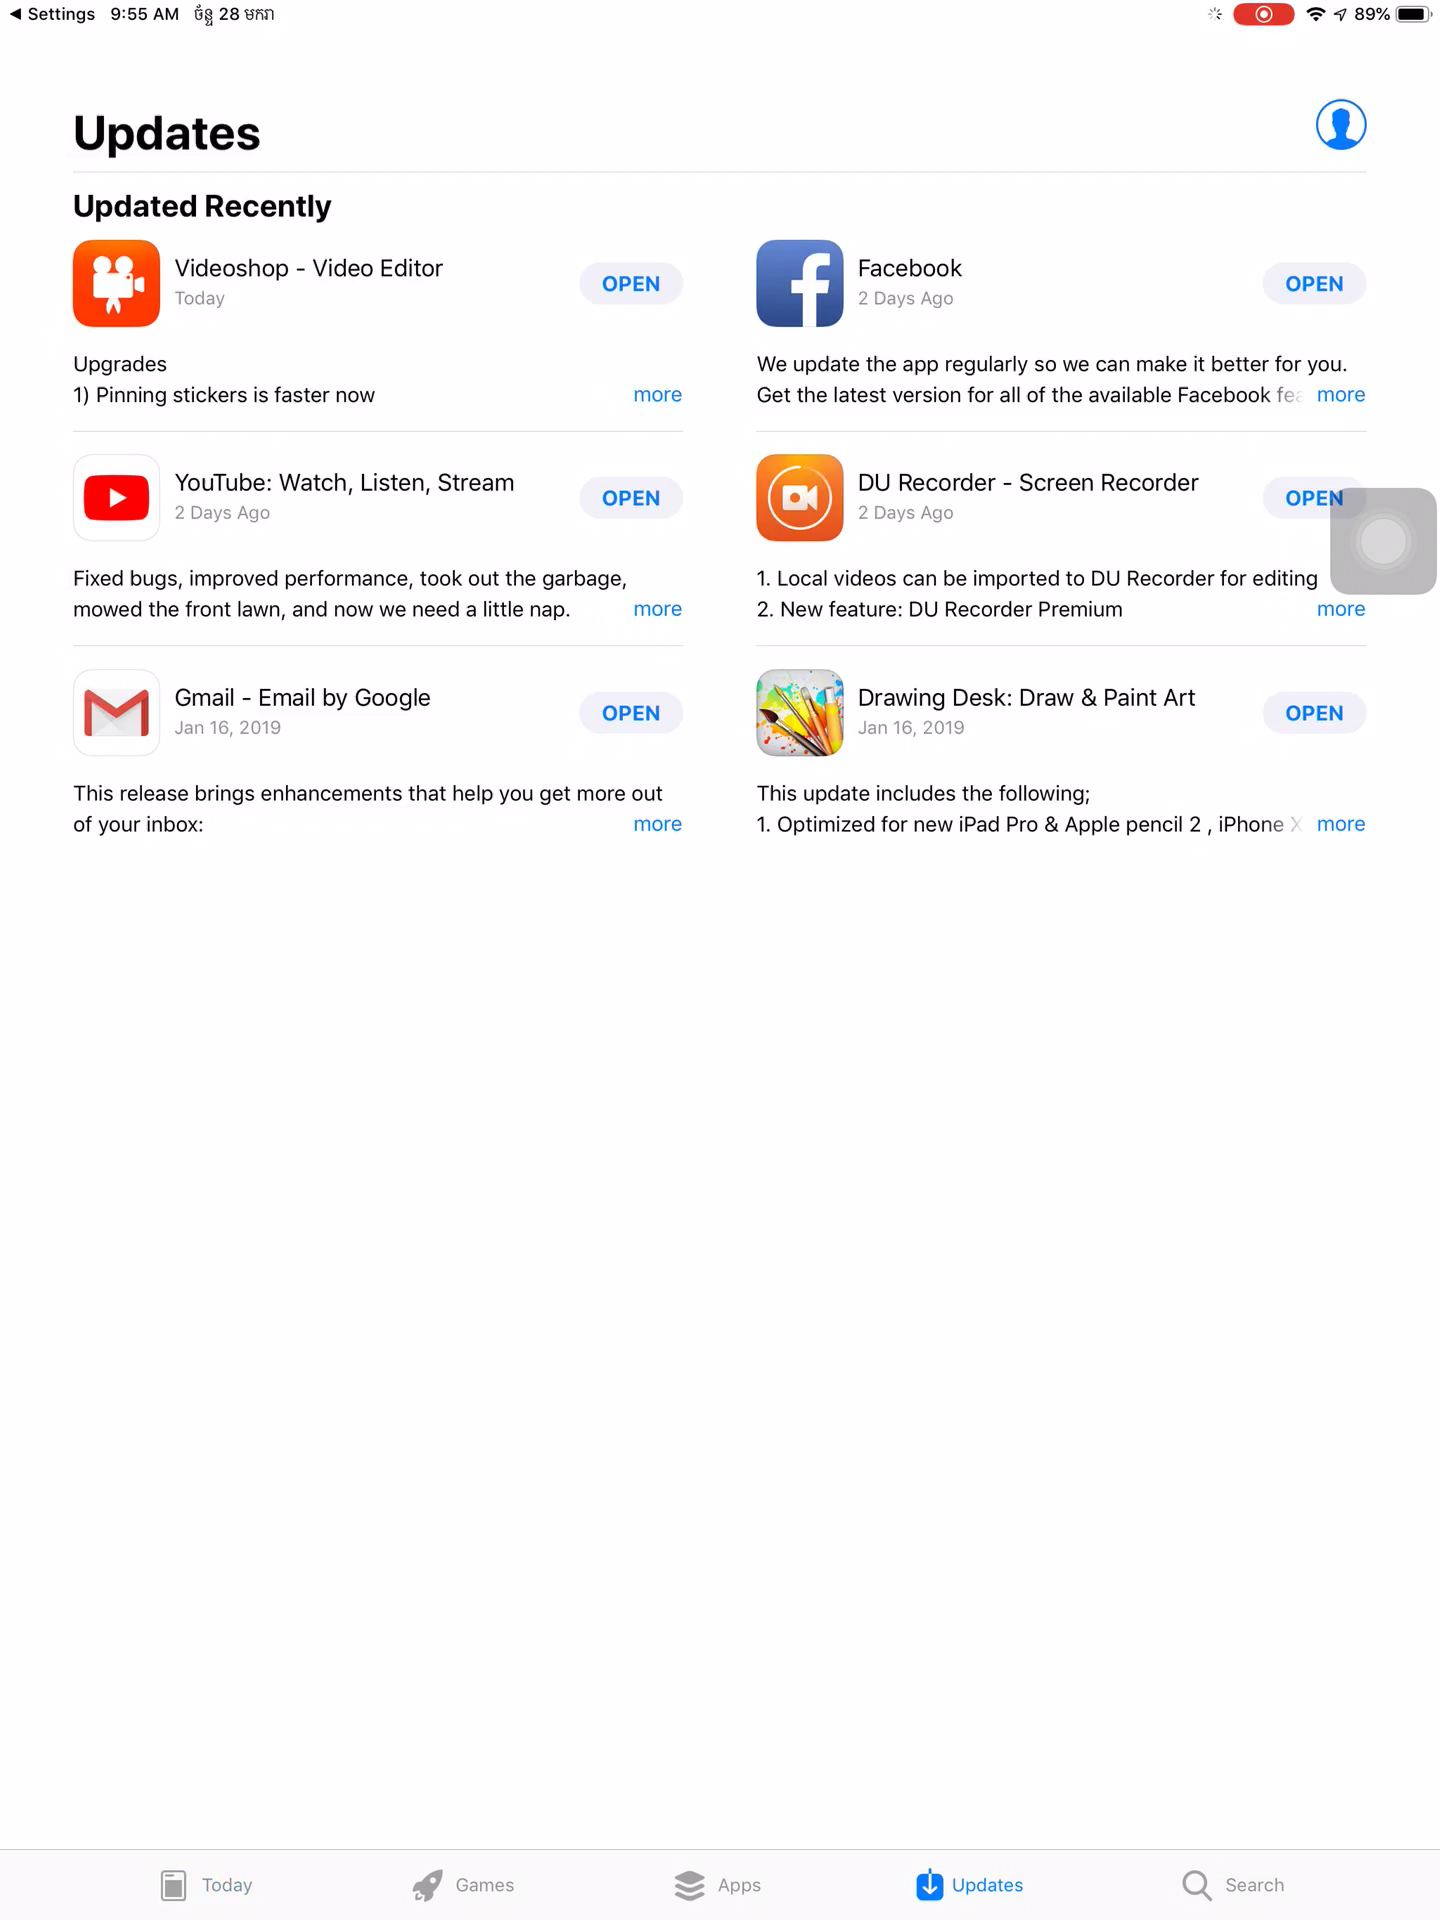 Settings 9:55 AM ច័ន្ទ 28 មករា 89%
Updates
Updated Recently
Videoshop - Video Editor
Today
OPEN
Upgrades
1) Pinning stickers is faster now more
Facebook
2 Days Ago
OPEN
We update the app regularly so we can make it better for you.
Get the latest version for all of the available Facebook more
YouTube: Watch, Listen, Stream
2 Days Ago
OPEN
Fixed bugs, improved performance, took out the garbage,
mowed the front lawn, and now we need a little nap. more
DU Recorder - Screen Recorder
2 Days Ago
OPEN
1. Local videos can be imported to DU Recorder for editing
2. New feature: DU Recorder Premium more
Gmail - Email by Google
Jan 16, 2019
OPEN
This release brings enhancements that help you get more out
of your inbox: more
Drawing Desk: Draw & Paint Art
Jan 16, 2019
OPEN
This update includes the following;
1. Optimized for new iPad Pro & Apple pencil 2 , iPhone X more
Today Games Apps Updates Search